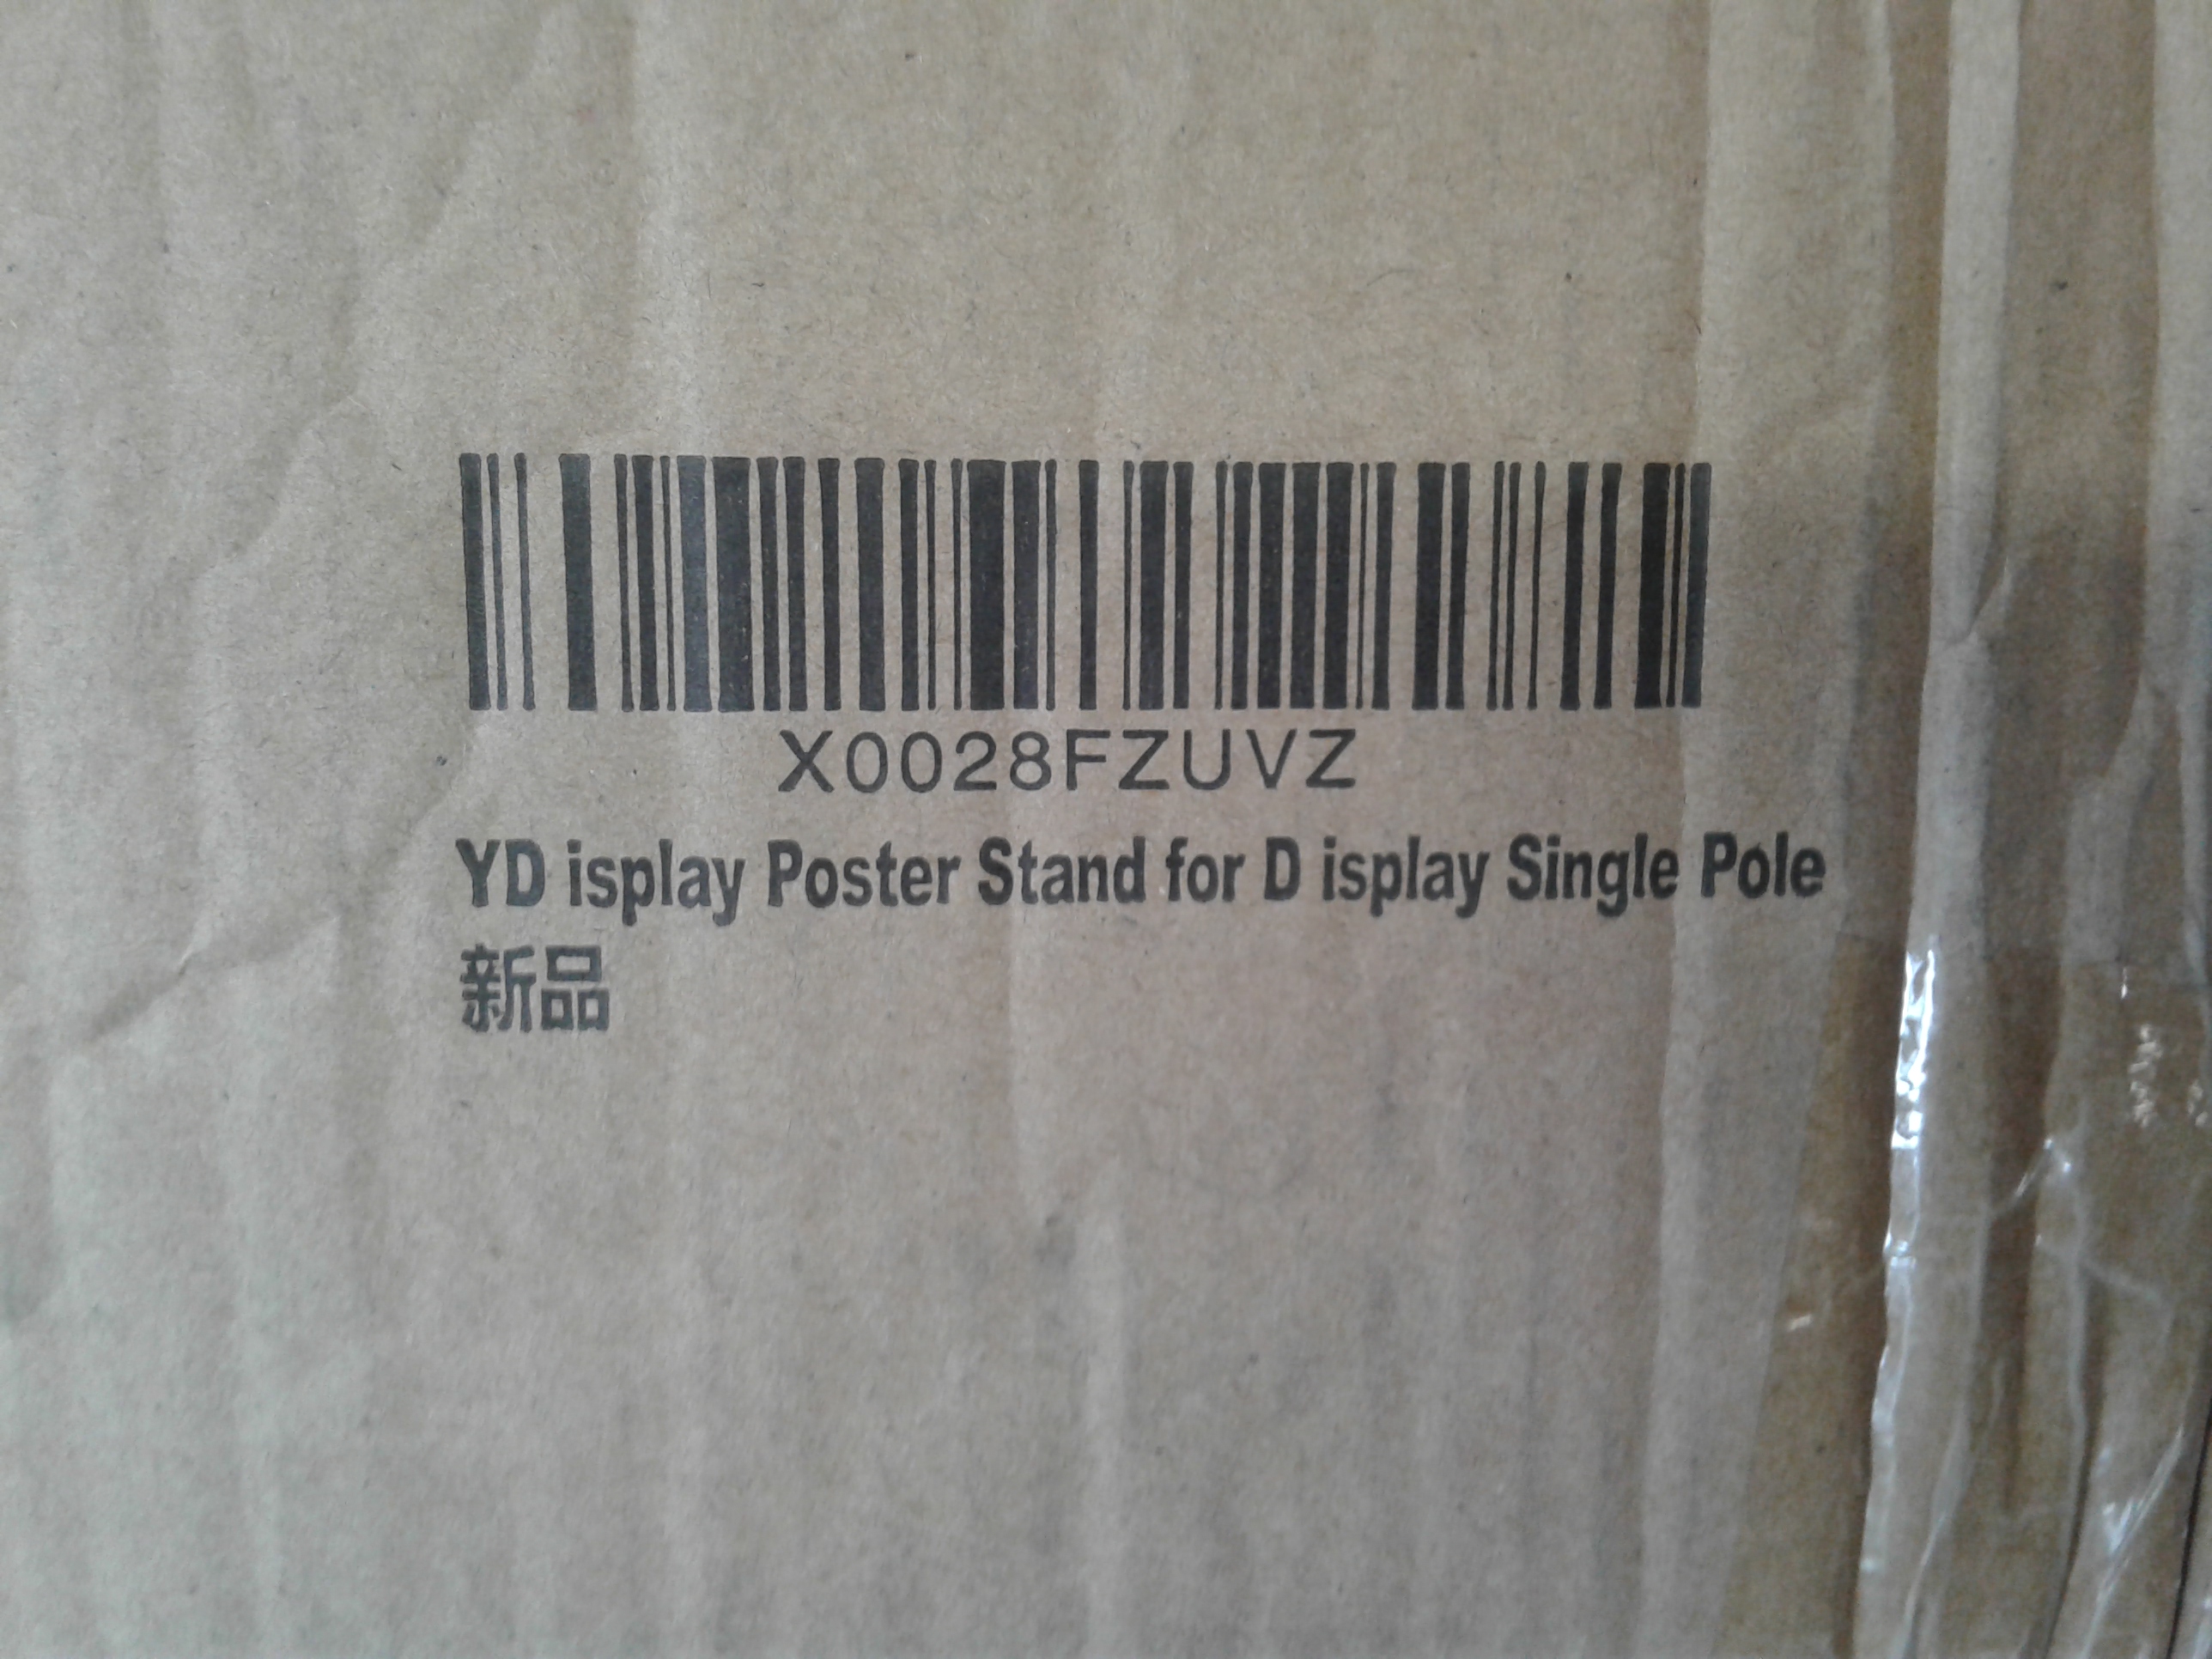 X0028FZUVZ
YD isplay Poster Stand for D isplay Single Pole
新品